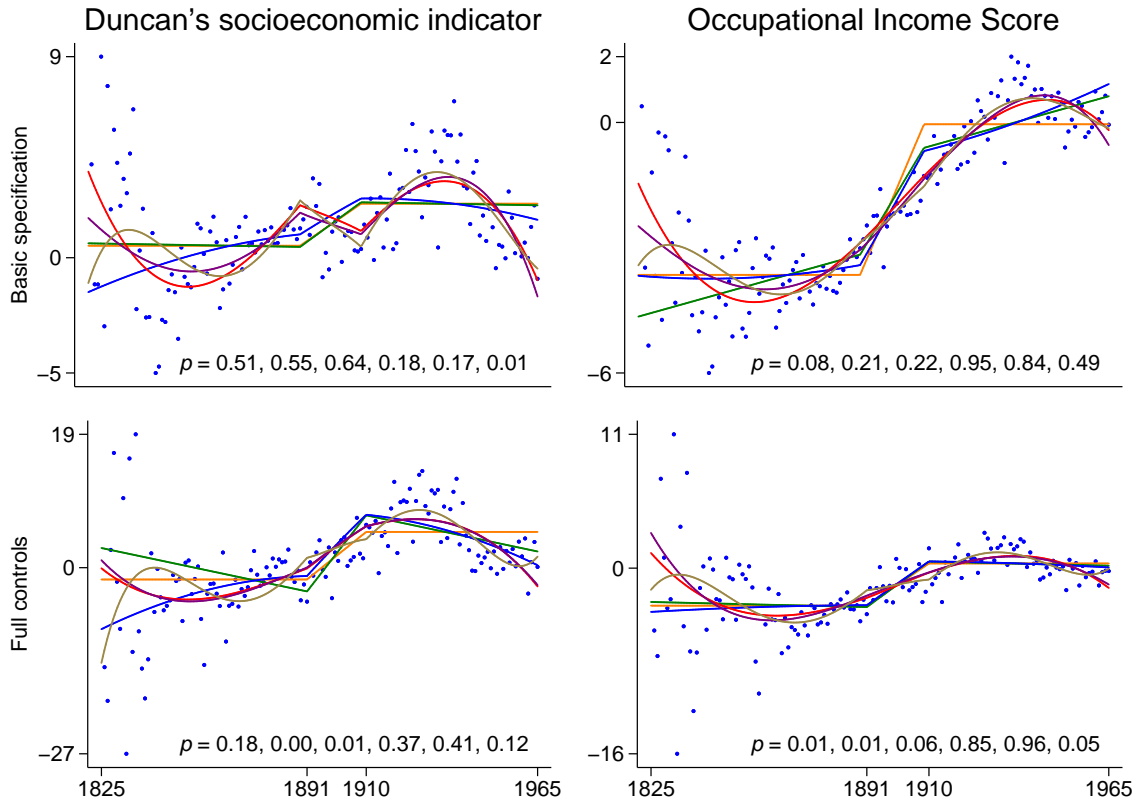 Duncan’s socioeconomic indicator
Occupational Income Score
Basic specification
9
0
−5
p = 0.51, 0.55, 0.64, 0.18, 0.17, 0.01
2
0
−6
p = 0.08, 0.21, 0.22, 0.95, 0.84, 0.49
Full controls
19
0
−27
p = 0.18, 0.00, 0.01, 0.37, 0.41, 0.12
1825 1891 1910 1965
11
0
−16
p = 0.01, 0.01, 0.06, 0.85, 0.96, 0.05
1825 1891 1910 1965